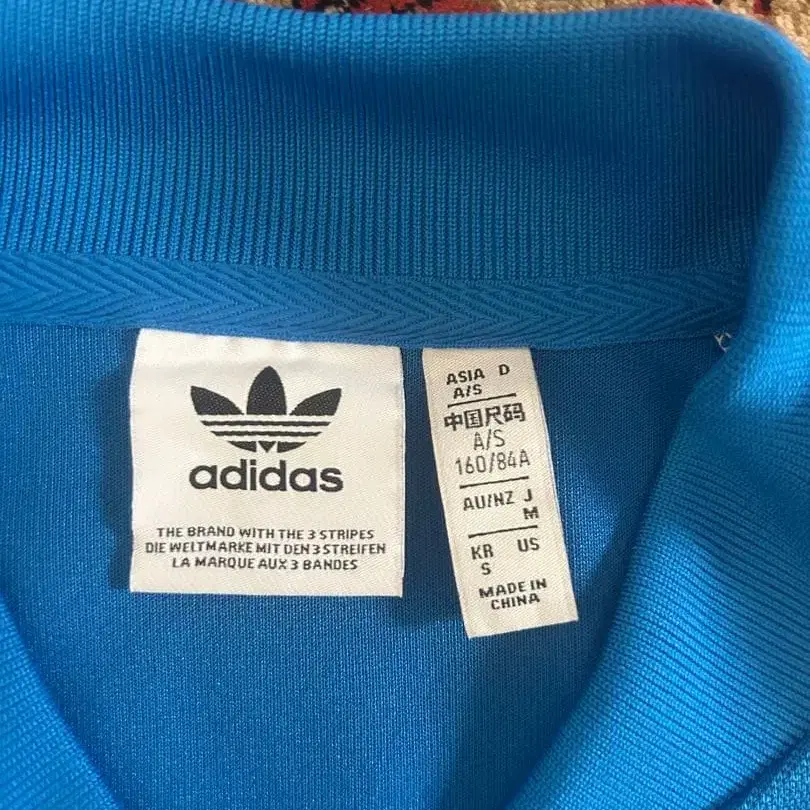 adidas
THE BRAND WITH THE 3 STRIPES
DIE WELTMARKE MIT DEN 3 STREIFEN
LA MARQUE AUX 3 BANDES
ASIA D
A/S
中国尺码
A/S
160/84A
AU/NZ J
M
KR US
S
MADE IN
CHINA